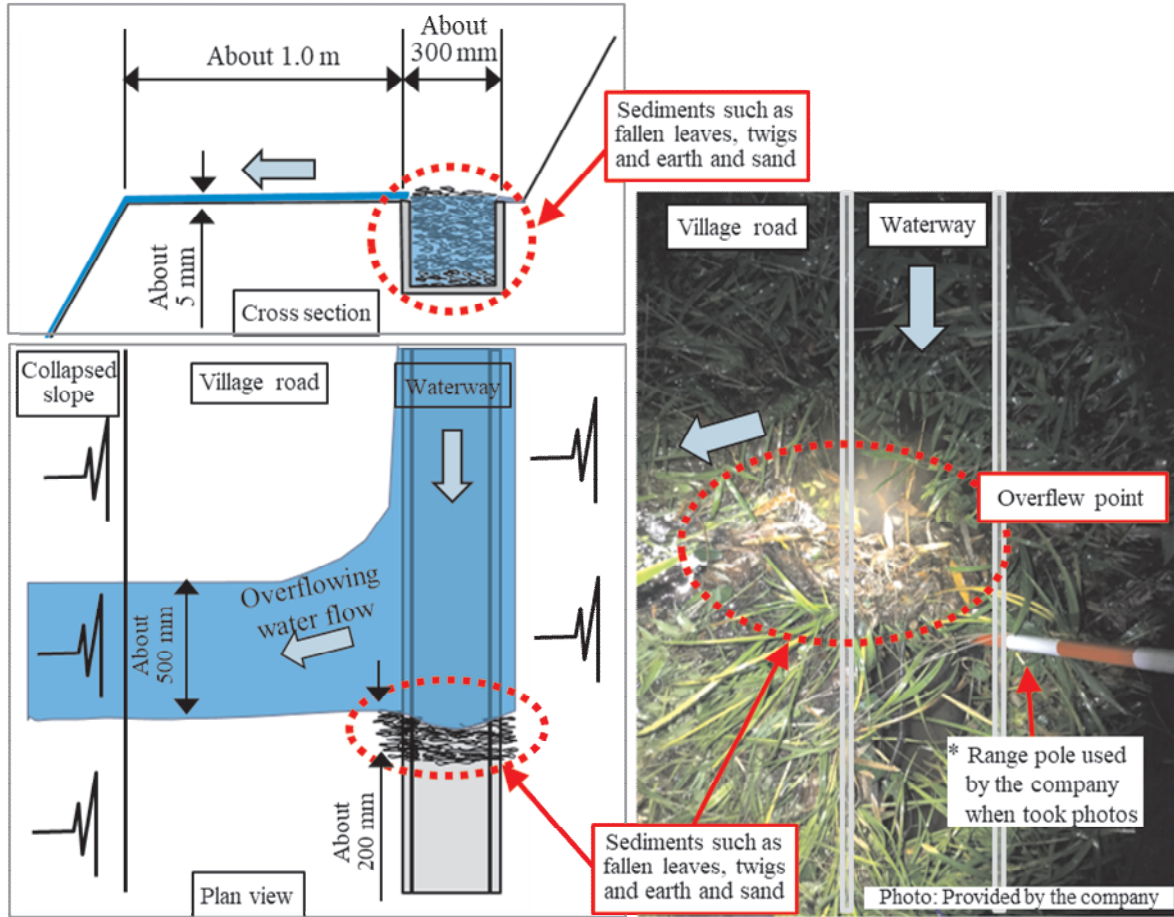 About 1.0 m
About
300 mm
Sediments such as
fallen leaves, twigs
and earth and sand
About
5 mm
Cross section
Collapsed
slope
Village road
Waterway
Overflowing
water flow
About
500 mm
About
200 mm
Plan view
Sediments such as
fallen leaves, twigs
and earth and sand
Village road
Waterway
Overflew point
* Range pole used
by the company
when took photos
Photo: Provided by the company